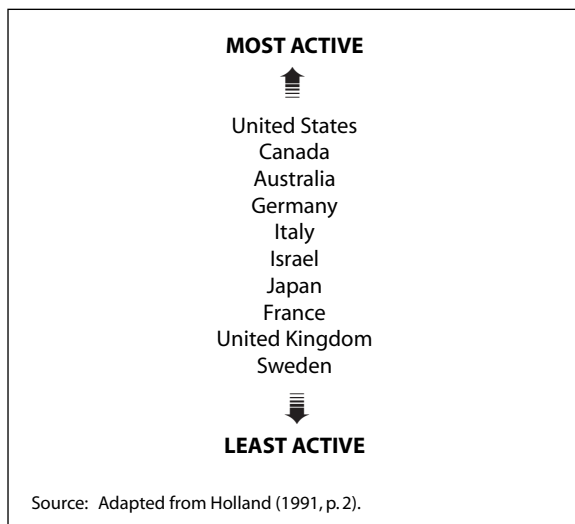 MOST ACTIVE
United States
Canada
Australia
Germany
Italy
Israel
Japan
France
United Kingdom
Sweden
LEAST ACTIVE
Source: Adapted from Holland (1991, p. 2).